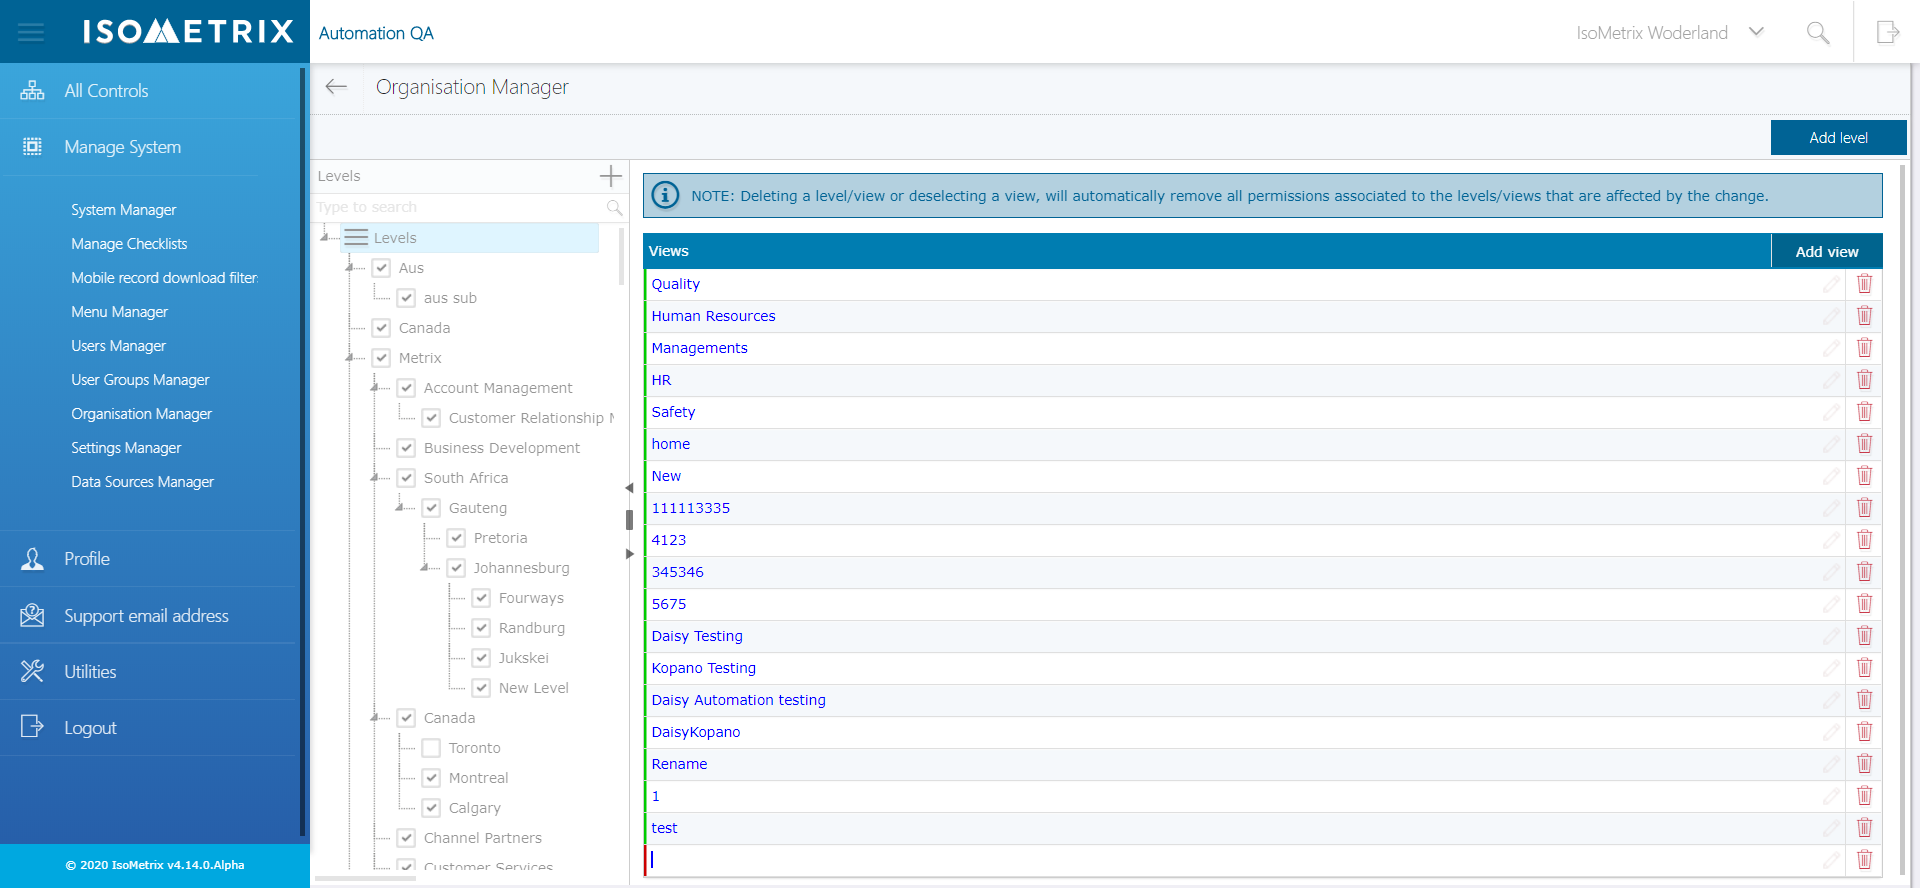 ISOMETRIX
Automation QA
IsoMetrix Woderland
All Controls
Manage System
System Manager
Manage Checklists
Mobile record download filter
Menu Manager
Users Manager
User Groups Manager
Organisation Manager
Settings Manager
Data Sources Manager
Profile
Support email address
Utilities
Logout
© 2020 IsoMetrix v4.14.0.Alpha
Organisation Manager
Add level
Levels
Type to search
Levels
Aus
aus sub
Canada
Metrix
Account Management
Customer Relationship
Business Development
South Africa
Gauteng
Pretoria
Johannesburg
Fourways
Randburg
Jukskei
New Level
Canada
Toronto
Montreal
Calgary
Channel Partners
Customer Services
NOTE: Deleting a level/view or deselecting a view, will automatically remove all permissions associated to the levels/views that are affected by the change.
Views
Add view
Quality
Human Resources
Managements
HR
Safety
home
New
111113335
4123
345346
5675
Daisy Testing
Kopano Testing
Daisy Automation testing
DaisyKopano
Rename
1
test